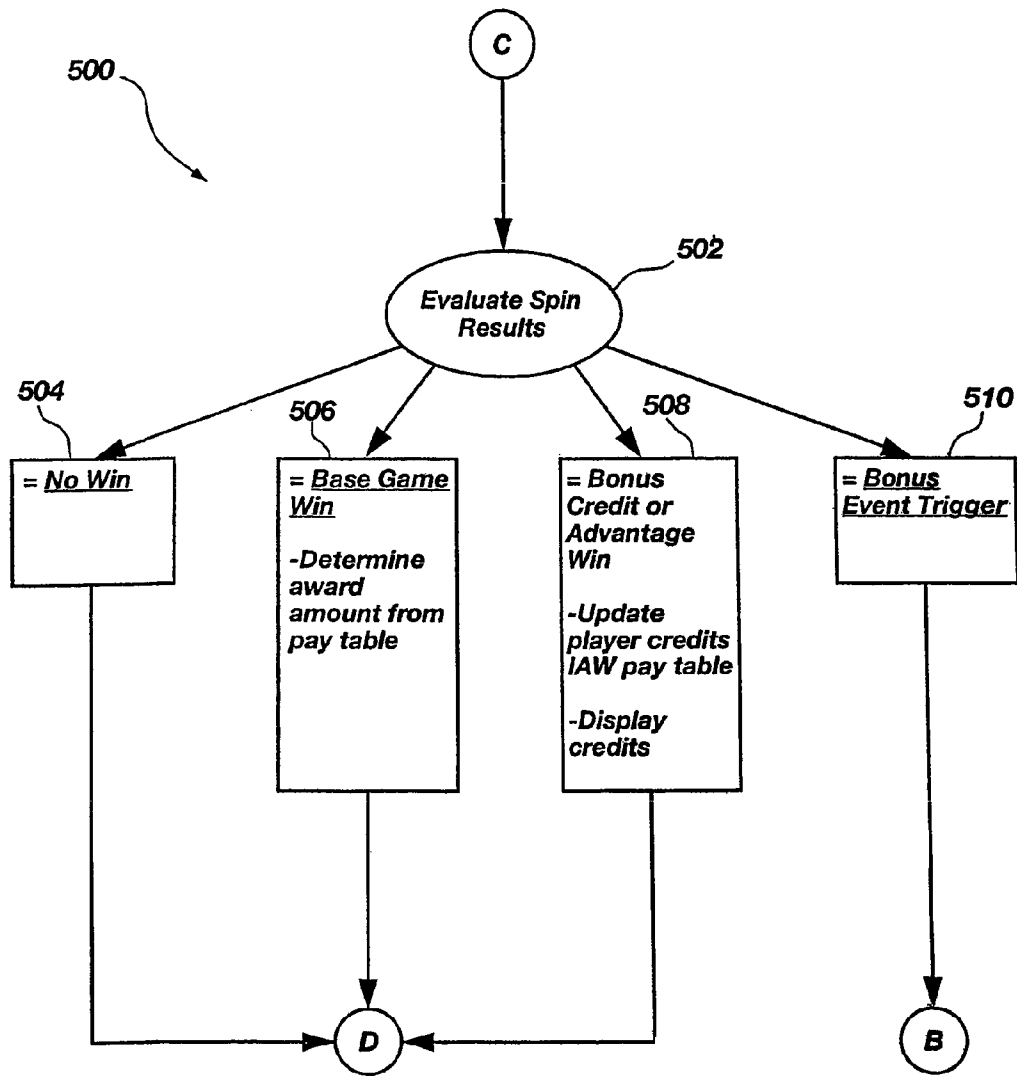 C
500
502
Evaluate Spin
Results
504
= No Win
506
= Base Game
Win
-Determine
award
amount from
pay table
508
= Bonus
Credit or
Advantage
Win
-Update
player credits
IAW pay table
-Display
credits
510
= Bonus
Event Trigger
D
B